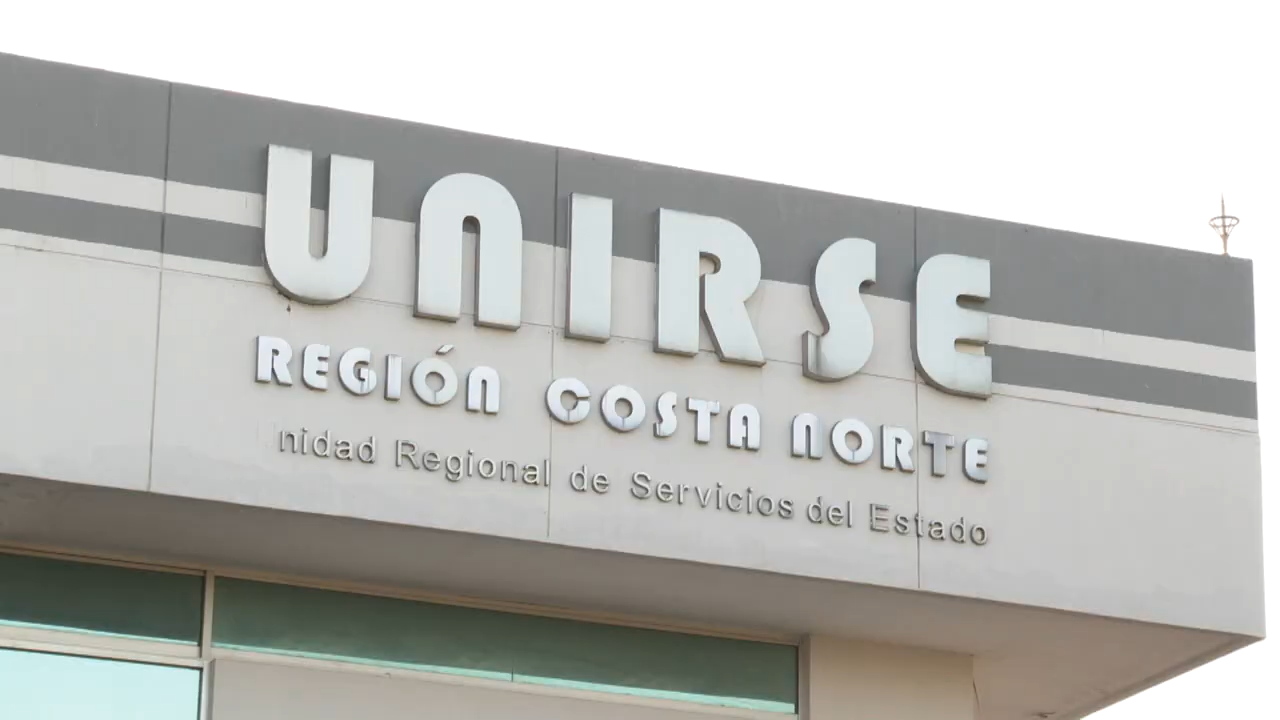 UNIRSE
REGIÓN COSTA NORTE
nidad Regional de Servicios del Estado